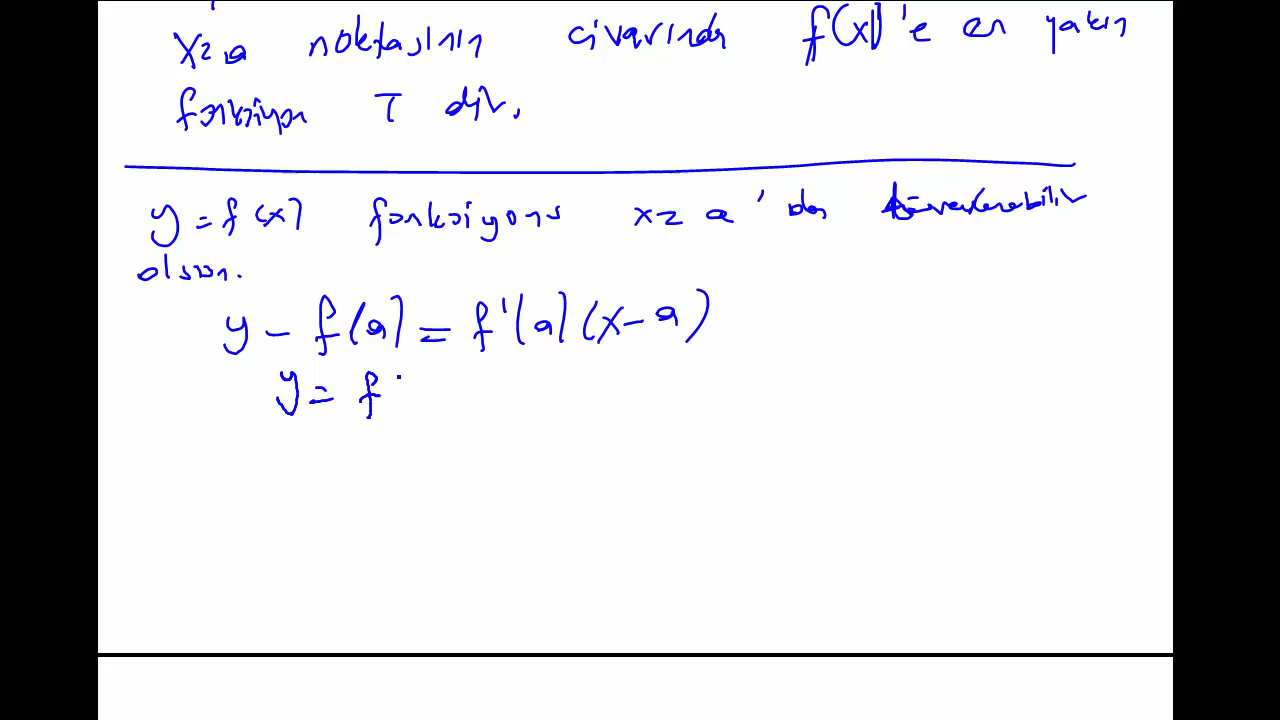 x=a noktasının civarında f(x)'e en yakın
fonksiyon T dir.
y = f(x) fonksiyonu x = a 'da türevlenebilir
olsun.
y - f(a) = f'(a)(x-a)
y = f